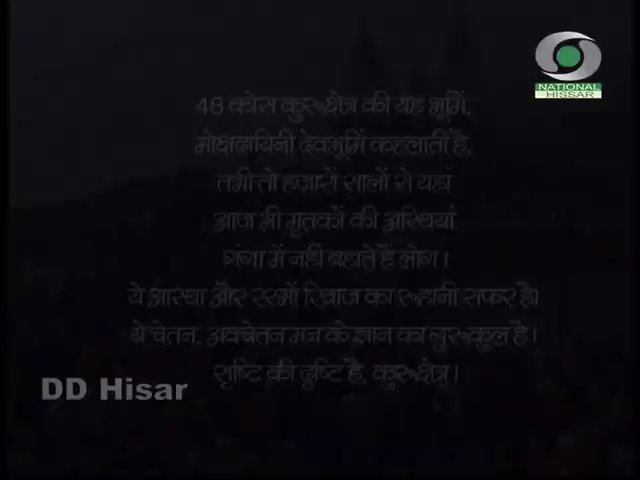 NATIONAL
HISSAR
48 कोस कुरूक्षेत्र की यह भूमि,
मोक्षदायिनी देवभूमि कहलाती है,
तभी तो हजारों सालों से यहां
आज भी मृतकों की अस्थियां
गंगा में नहीं बहाते हैं लोग।
ये आस्था और रस्मों रिवाज का रूहानी सफर है।
ये चेतन, अवचेतन मन के ज्ञान का गुरूकुल है।
सृष्टि की दृष्टि है, कुरूक्षेत्र।
DD Hisar